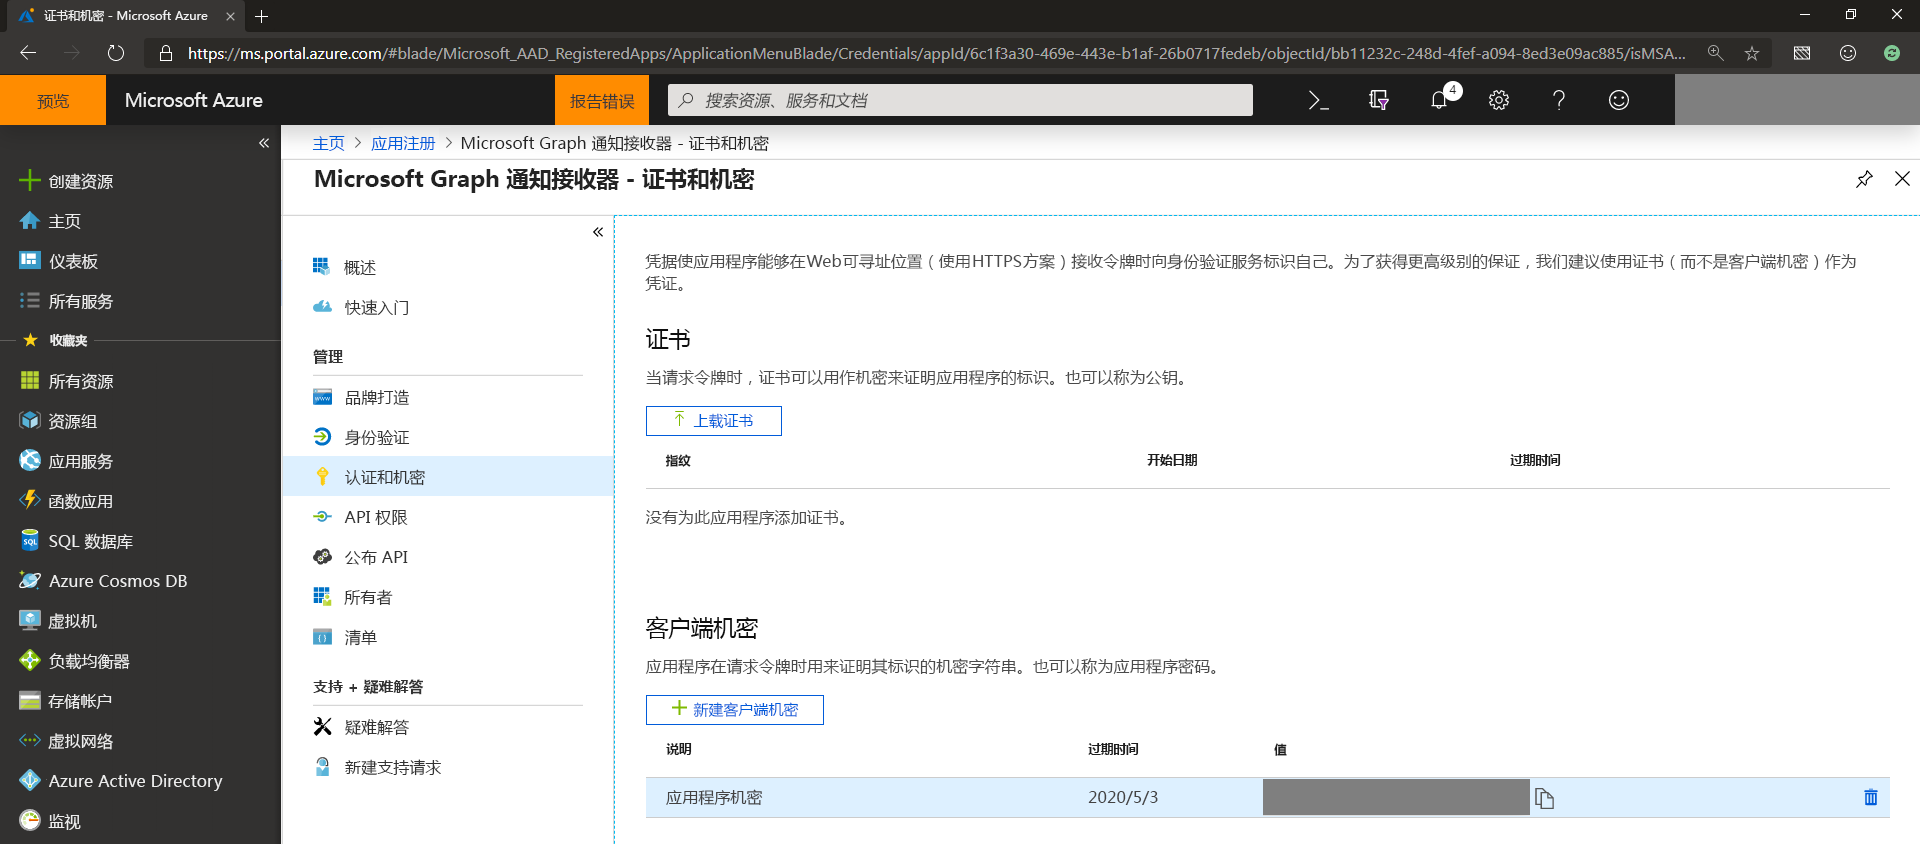 证书和机密 - Microsoft Azure
https://ms.portal.azure.com/#blade/Microsoft_AAD_RegisteredApps/ApplicationMenuBlade/Credentials/appId/6c1f3a30-469e-443e-b1af-26b0717fedeb/objectId/bb11232c-248d-4fef-a094-8ed3e09ac885/isMSA...
预览
Microsoft Azure
报告错误
搜索资源、服务和文档
4
主页 > 应用注册 > Microsoft Graph 通知接收器 - 证书和机密
Microsoft Graph 通知接收器 - 证书和机密
创建资源
主页
仪表板
所有服务
收藏夹
所有资源
资源组
应用服务
函数应用
SQL 数据库
Azure Cosmos DB
虚拟机
负载均衡器
存储帐户
虚拟网络
Azure Active Directory
监视
概述
快速入门
管理
品牌打造
身份验证
认证和机密
API 权限
公布 API
所有者
清单
支持 + 疑难解答
疑难解答
新建支持请求
凭据使应用程序能够在Web可寻址位置（使用HTTPS方案）接收令牌时向身份验证服务标识自己。为了获得更高级别的保证，我们建议使用证书（而不是客户端机密）作为
凭证。
证书
当请求令牌时，证书可以用作机密来证明应用程序的标识。也可以称为公钥。
上载证书
指纹 开始日期 过期时间
没有为此应用程序添加证书。
客户端机密
应用程序在请求令牌时用来证明其标识的机密字符串。也可以称为应用程序密码。
新建客户端机密
说明 过期时间 值
应用程序机密 2020/5/3